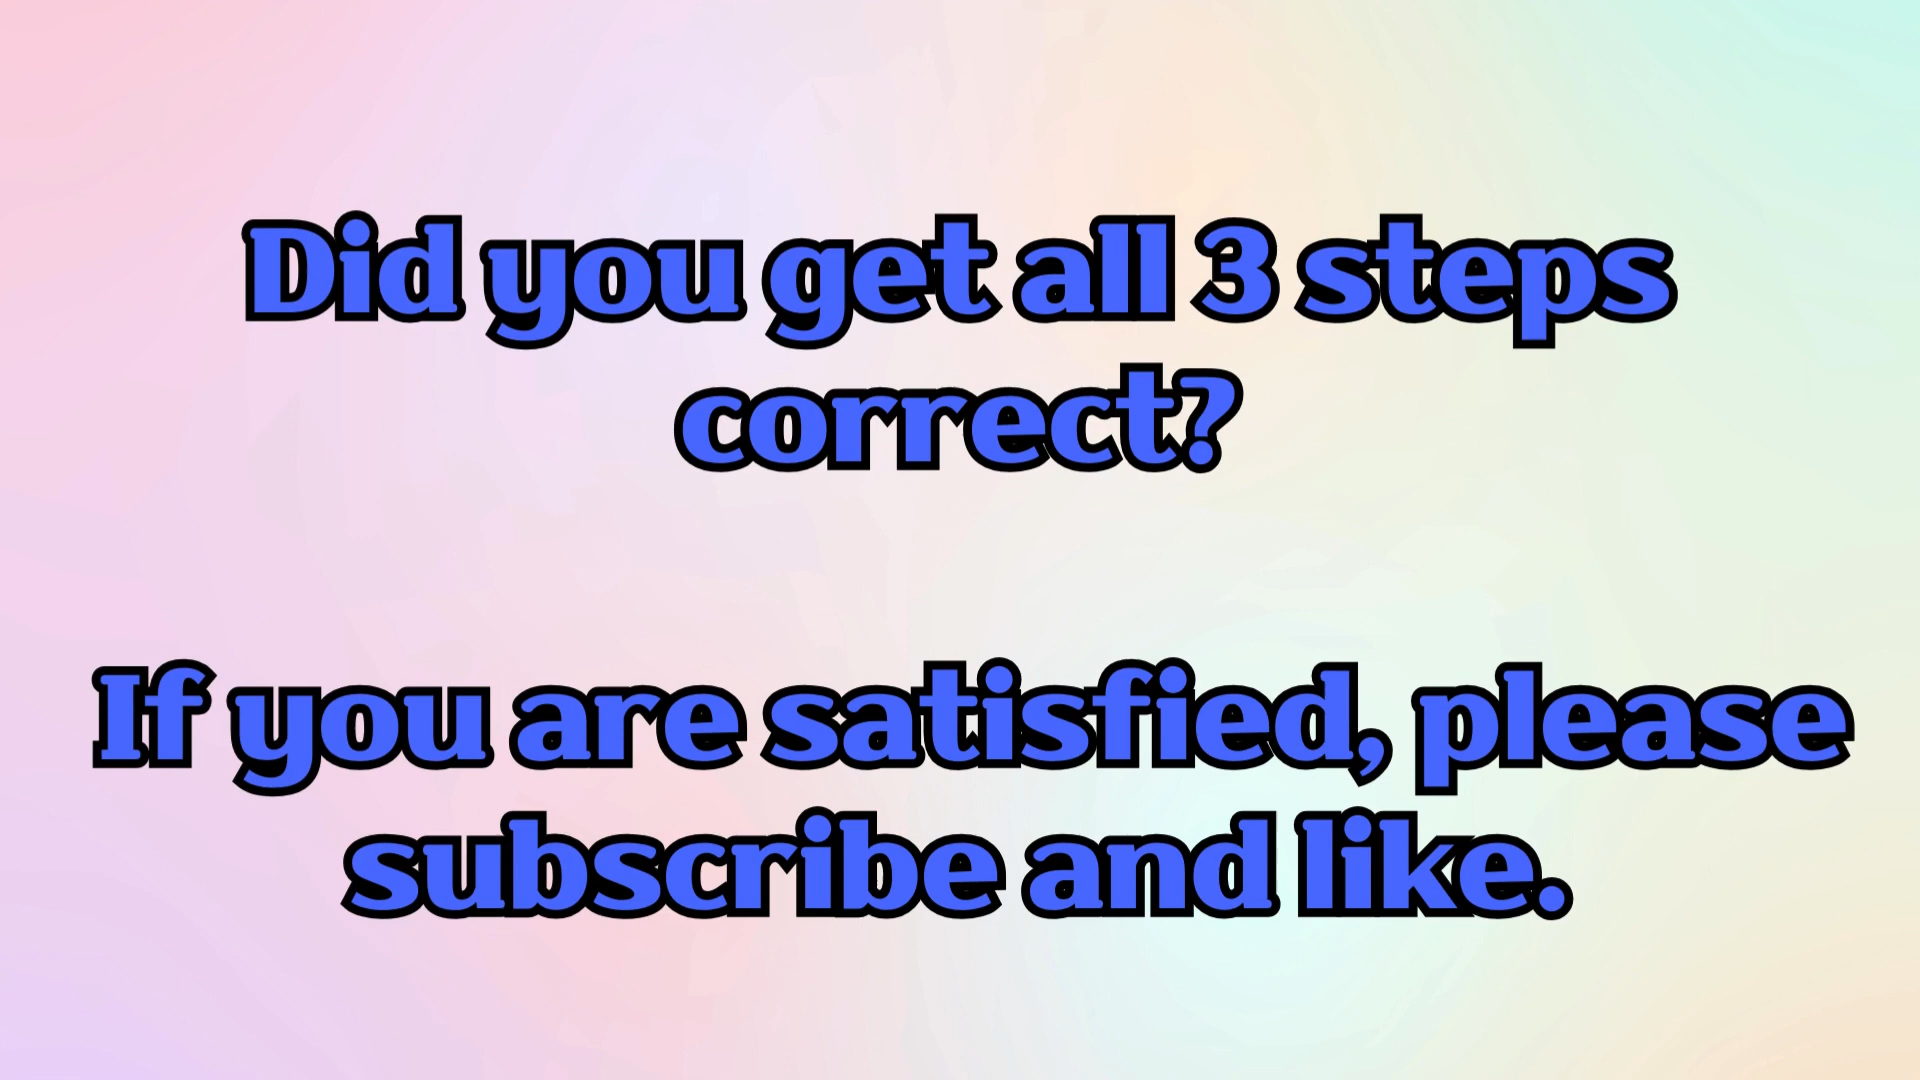 Did you get all 3 steps
correct?
If you are satisfied, please
subscribe and like.